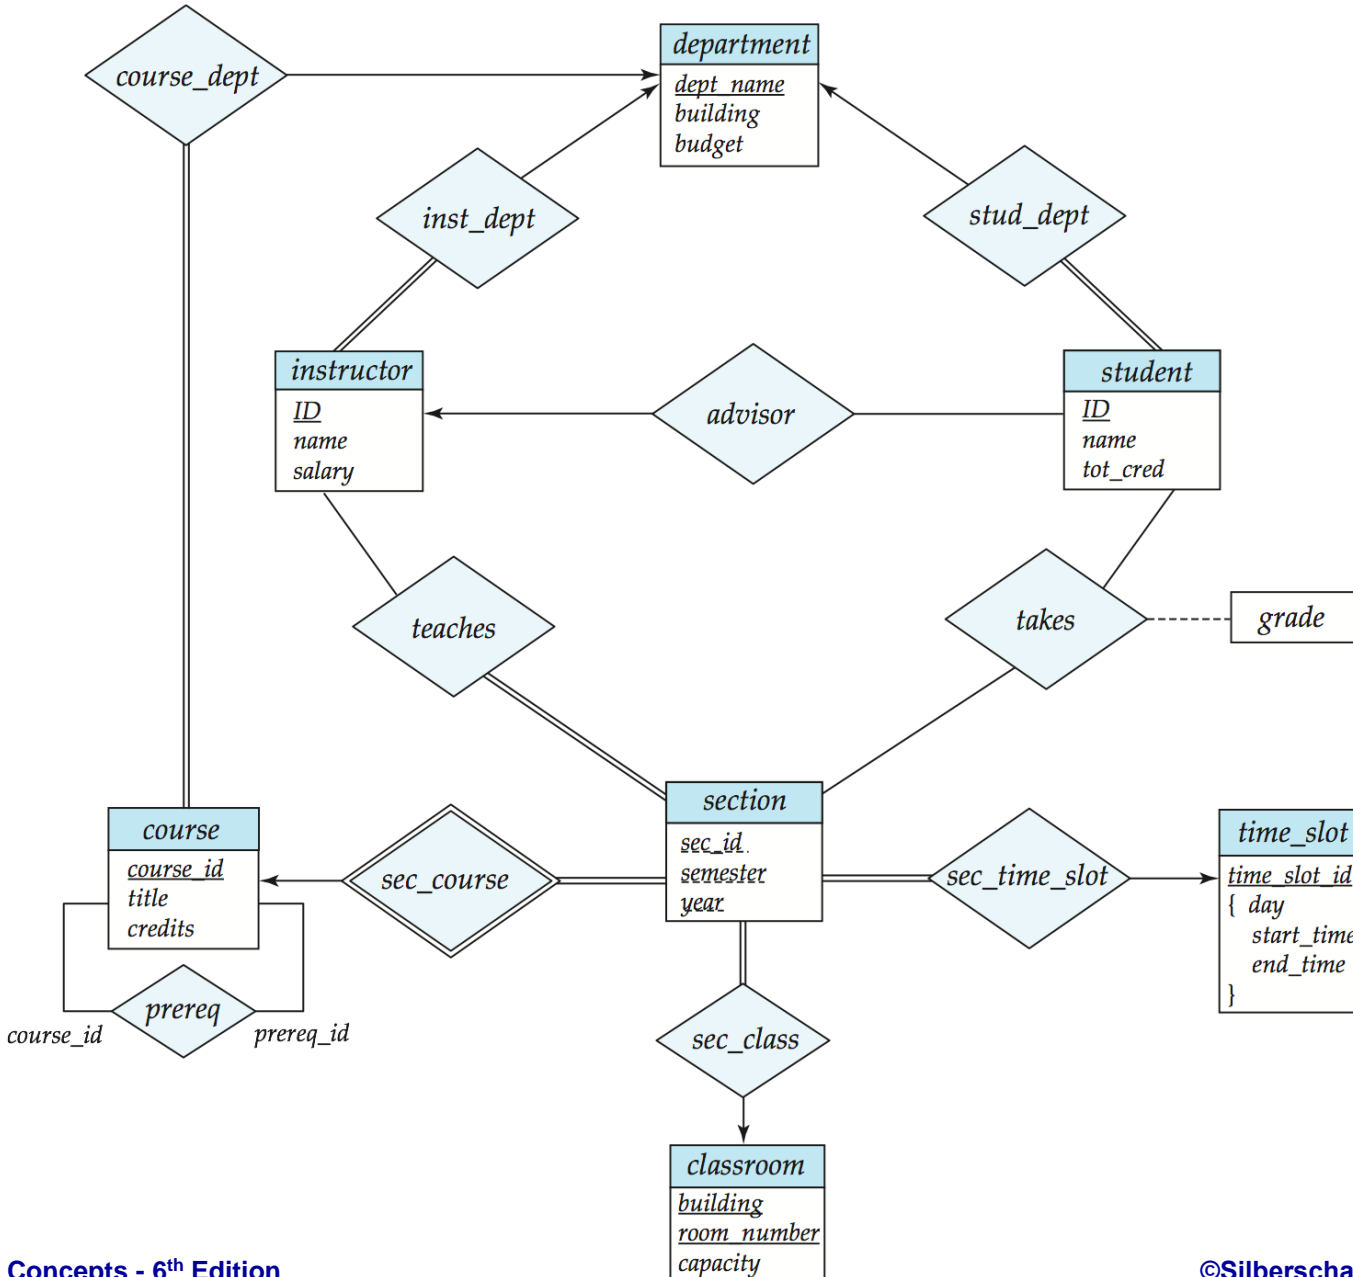 course_dept
department
dept_name
building
budget
inst_dept
stud_dept
instructor
ID
name
salary
advisor
student
ID
name
tot_cred
teaches
takes
grade
course
course_id
title
credits
sec_course
section
sec_id
semester
year
sec_time_slot
time_slot
time_slot_id
{ day
start_time
end_time
}
prereq
course_id
prereq_id
sec_class
classroom
building
room_number
capacity
Concepts - 6th Edition
©Silberscha